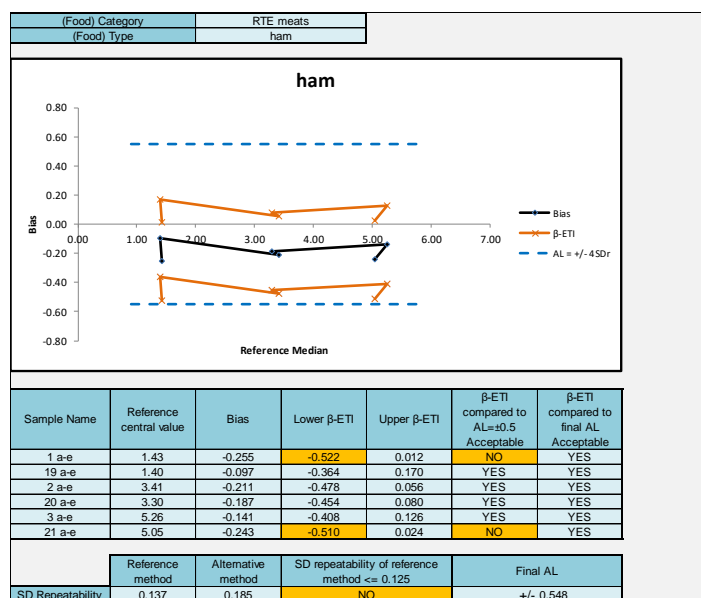 (Food) Category RTE meats
(Food) Type ham
ham
0.80
0.60
0.40
0.20
0.00
0.00 1.00 2.00 3.00 4.00 5.00 6.00 7.00
-0.20
-0.40
-0.60
-0.80
Bias
Reference Median
Bias
β-ETI
AL = +/- 4SDr
Sample Name Reference central value Bias Lower β-ETI Upper β-ETI β-ETI compared to AL=±0.5 Acceptable β-ETI compared to final AL Acceptable
1 a-e 1.43 -0.255 -0.522 0.012 NO YES
19 a-e 1.40 -0.097 -0.364 0.170 YES YES
2 a-e 3.41 -0.211 -0.478 0.056 YES YES
20 a-e 3.30 -0.187 -0.454 0.080 YES YES
3 a-e 5.26 -0.141 -0.408 0.126 YES YES
21 a-e 5.05 -0.243 -0.510 0.024 NO YES
Reference method Alternative method SD repeatability of reference method <= 0.125 Final AL
SD Repeatability 0.137 0.185 NO +/- 0.548